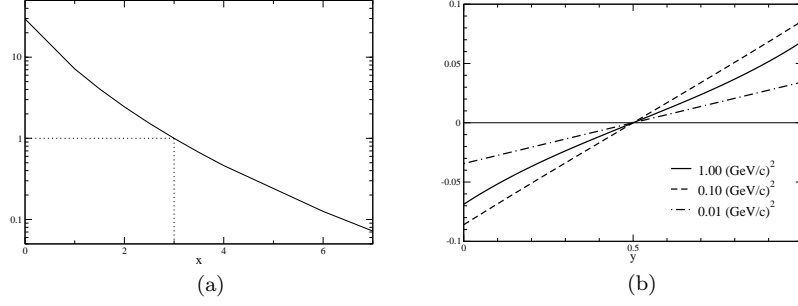 10
1
0.1
0 2 4 6
x
(a)
0.1
0.05
0
-0.05
-0.1
0 0.5
y
1.00 (GeV/c)²
0.10 (GeV/c)²
0.01 (GeV/c)²
(b)